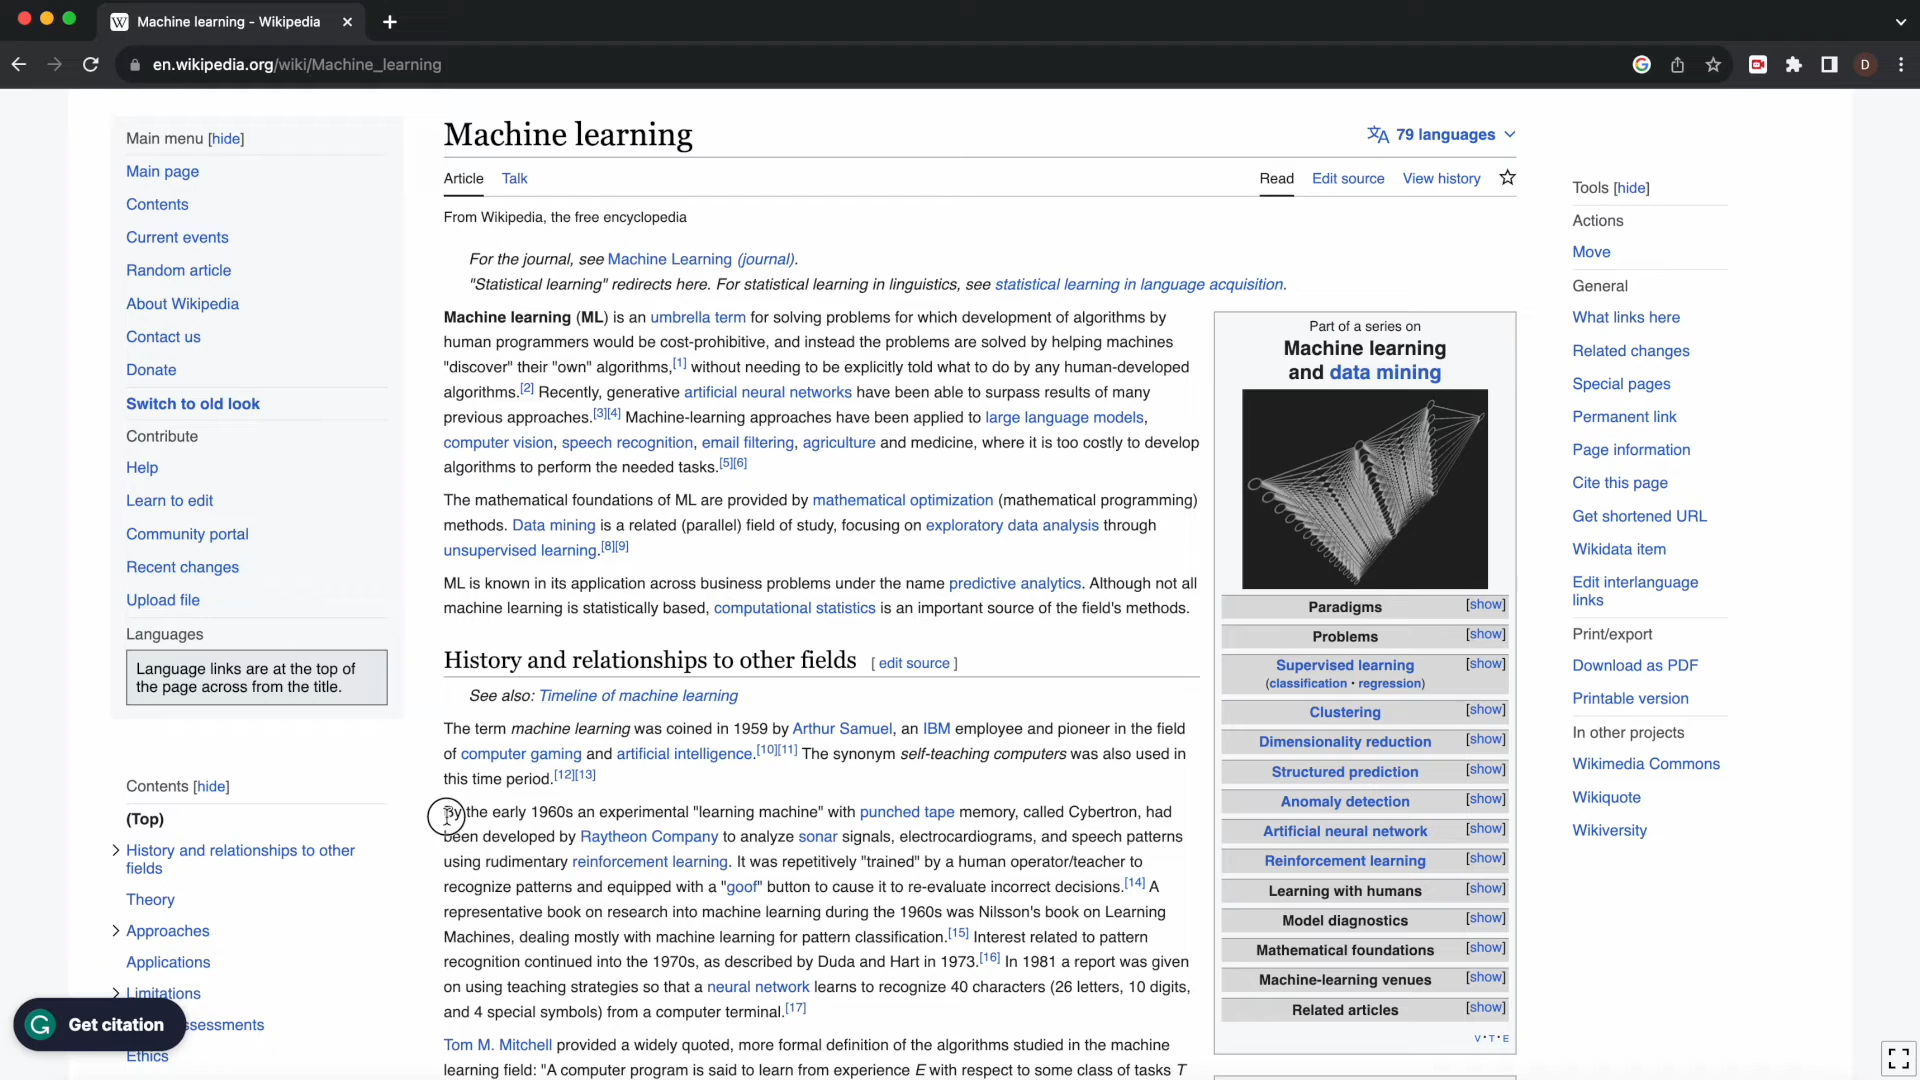 Machine learning - Wikipedia
en.wikipedia.org/wiki/Machine_learning
D
Main menu [hide]
Main page
Contents
Current events
Random article
About Wikipedia
Contact us
Donate
Switch to old look
Contribute
Help
Learn to edit
Community portal
Recent changes
Upload file
Languages
Language links are at the top of
the page across from the title.
Contents [hide]
(Top)
History and relationships to other
fields
Theory
Approaches
Applications
Limitations
ssessments
Ethics
Get citation
Machine learning
79 languages
Article Talk
Read Edit source View history
From Wikipedia, the free encyclopedia
For the journal, see Machine Learning (journal).
"Statistical learning" redirects here. For statistical learning in linguistics, see statistical learning in language acquisition.
Machine learning (ML) is an umbrella term for solving problems for which development of algorithms by
human programmers would be cost-prohibitive, and instead the problems are solved by helping machines
"discover" their "own" algorithms,[1] without needing to be explicitly told what to do by any human-developed
algorithms.[2] Recently, generative artificial neural networks have been able to surpass results of many
previous approaches.[3][4] Machine-learning approaches have been applied to large language models,
computer vision, speech recognition, email filtering, agriculture and medicine, where it is too costly to develop
algorithms to perform the needed tasks.[5][6]
The mathematical foundations of ML are provided by mathematical optimization (mathematical programming)
methods. Data mining is a related (parallel) field of study, focusing on exploratory data analysis through
unsupervised learning.[8][9]
ML is known in its application across business problems under the name predictive analytics. Although not all
machine learning is statistically based, computational statistics is an important source of the field's methods.
History and relationships to other fields [ edit source ]
See also: Timeline of machine learning
The term machine learning was coined in 1959 by Arthur Samuel, an IBM employee and pioneer in the field
of computer gaming and artificial intelligence.[10][11] The synonym self-teaching computers was also used in
this time period.[12][13]
By the early 1960s an experimental "learning machine" with punched tape memory, called Cybertron, had
been developed by Raytheon Company to analyze sonar signals, electrocardiograms, and speech patterns
using rudimentary reinforcement learning. It was repetitively "trained" by a human operator/teacher to
recognize patterns and equipped with a "goof" button to cause it to re-evaluate incorrect decisions.[14] A
representative book on research into machine learning during the 1960s was Nilsson's book on Learning
Machines, dealing mostly with machine learning for pattern classification.[15] Interest related to pattern
recognition continued into the 1970s, as described by Duda and Hart in 1973.[16] In 1981 a report was given
on using teaching strategies so that a neural network learns to recognize 40 characters (26 letters, 10 digits,
and 4 special symbols) from a computer terminal.[17]
Tom M. Mitchell provided a widely quoted, more formal definition of the algorithms studied in the machine
learning field: "A computer program is said to learn from experience E with respect to some class of tasks T
Part of a series on
Machine learning
and data mining
Paradigms [show]
Problems [show]
Supervised learning [show]
(classification • regression)
Clustering [show]
Dimensionality reduction [show]
Structured prediction [show]
Anomaly detection [show]
Artificial neural network [show]
Reinforcement learning [show]
Learning with humans [show]
Model diagnostics [show]
Mathematical foundations [show]
Machine-learning venues [show]
Related articles [show]
V • T • E
Tools [hide]
Actions
Move
General
What links here
Related changes
Special pages
Permanent link
Page information
Cite this page
Get shortened URL
Wikidata item
Edit interlanguage
links
Print/export
Download as PDF
Printable version
In other projects
Wikimedia Commons
Wikiquote
Wikiversity